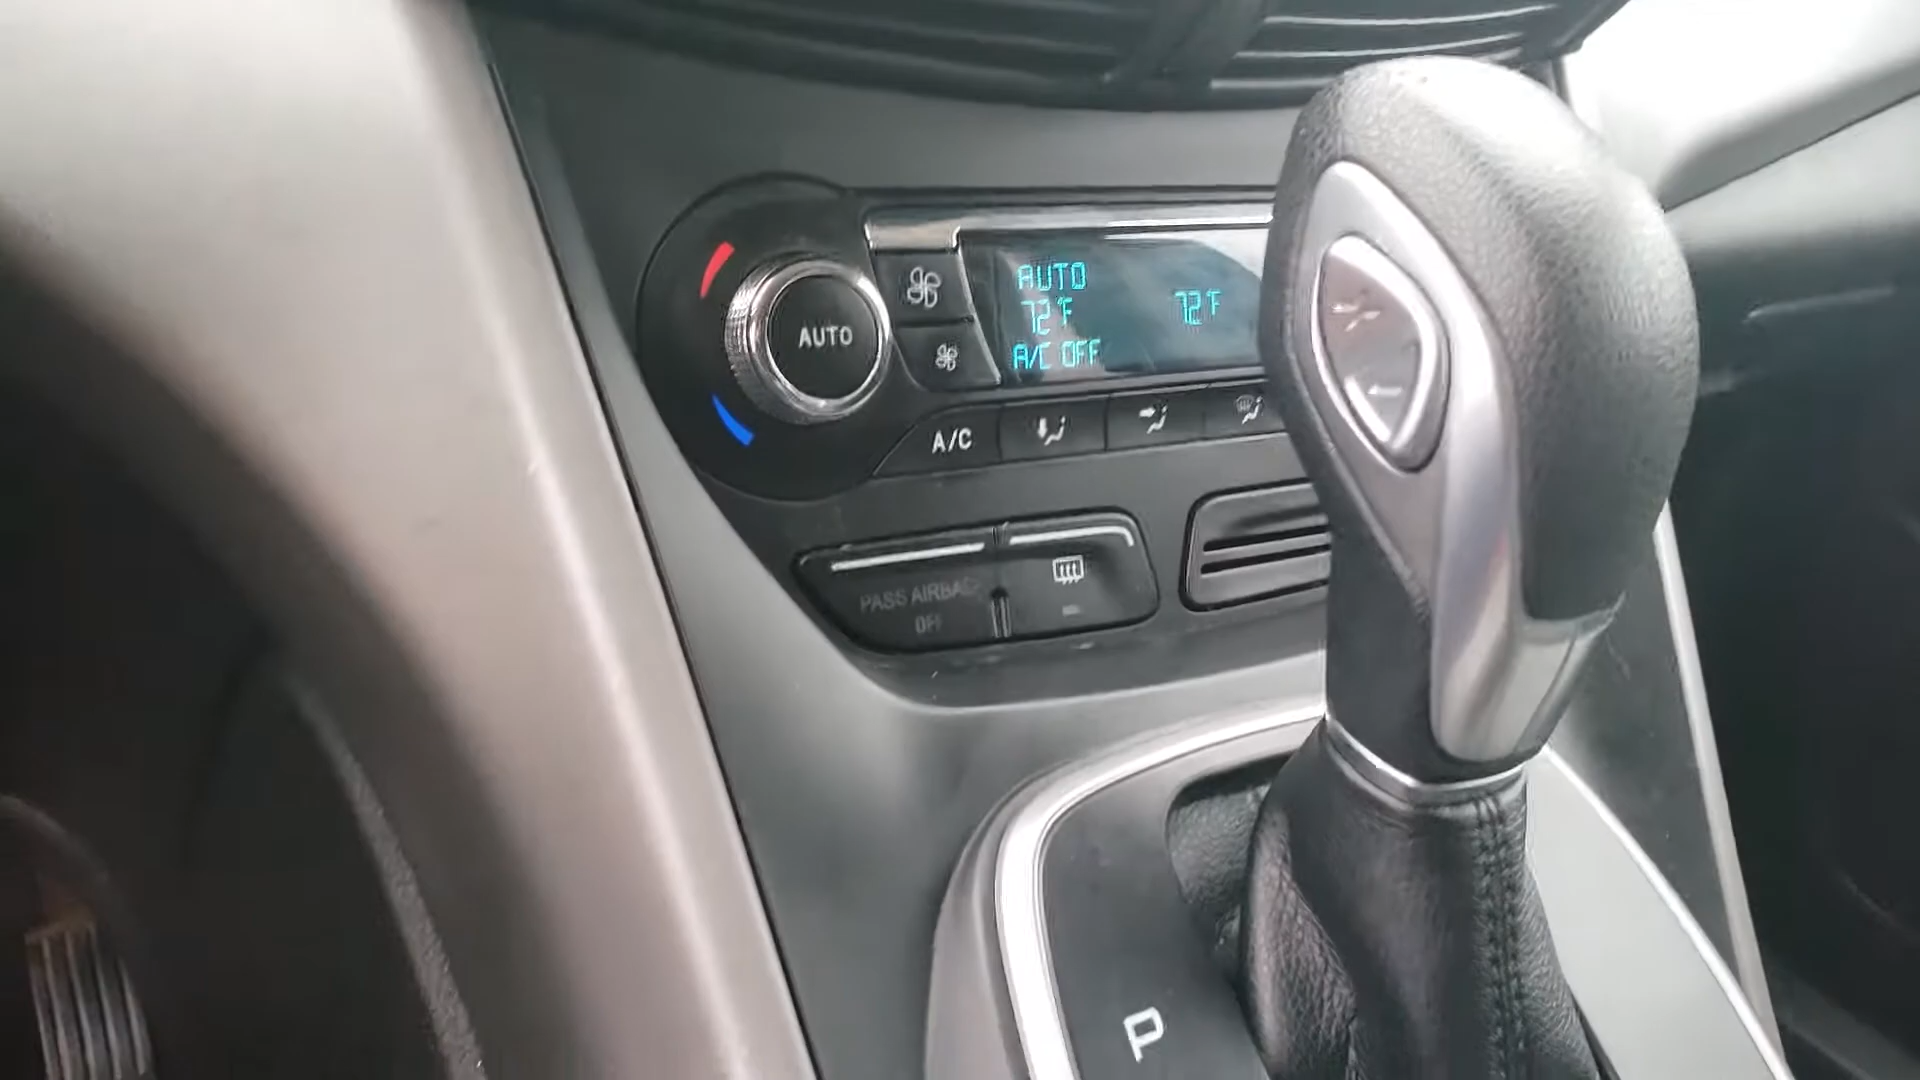 AUTO
AUTO
72°F 72°F
A/C OFF
A/C
PASS AIRBAG
OFF
P